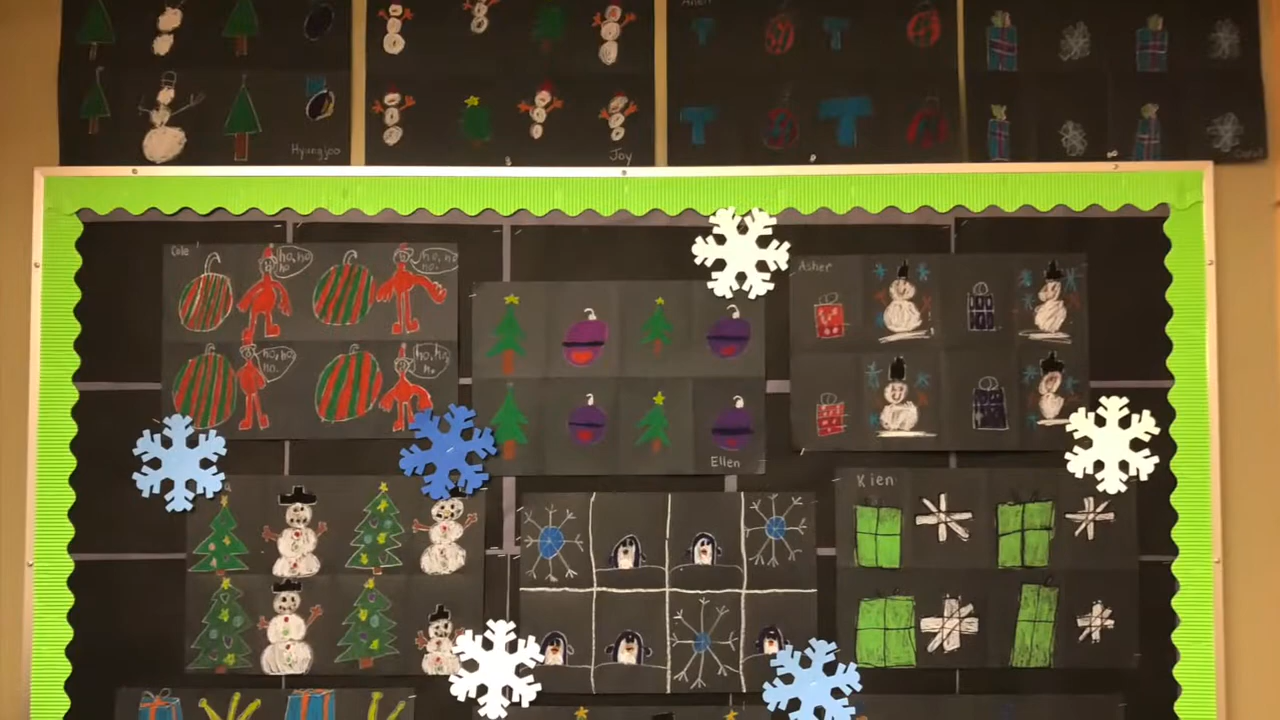 Hyungjoo
Joy
Cole
ho, ho
ho
ho, ho
ho.
Asher
ho, ho
ho.
ho, ho,
ho.
Ellen
Kien